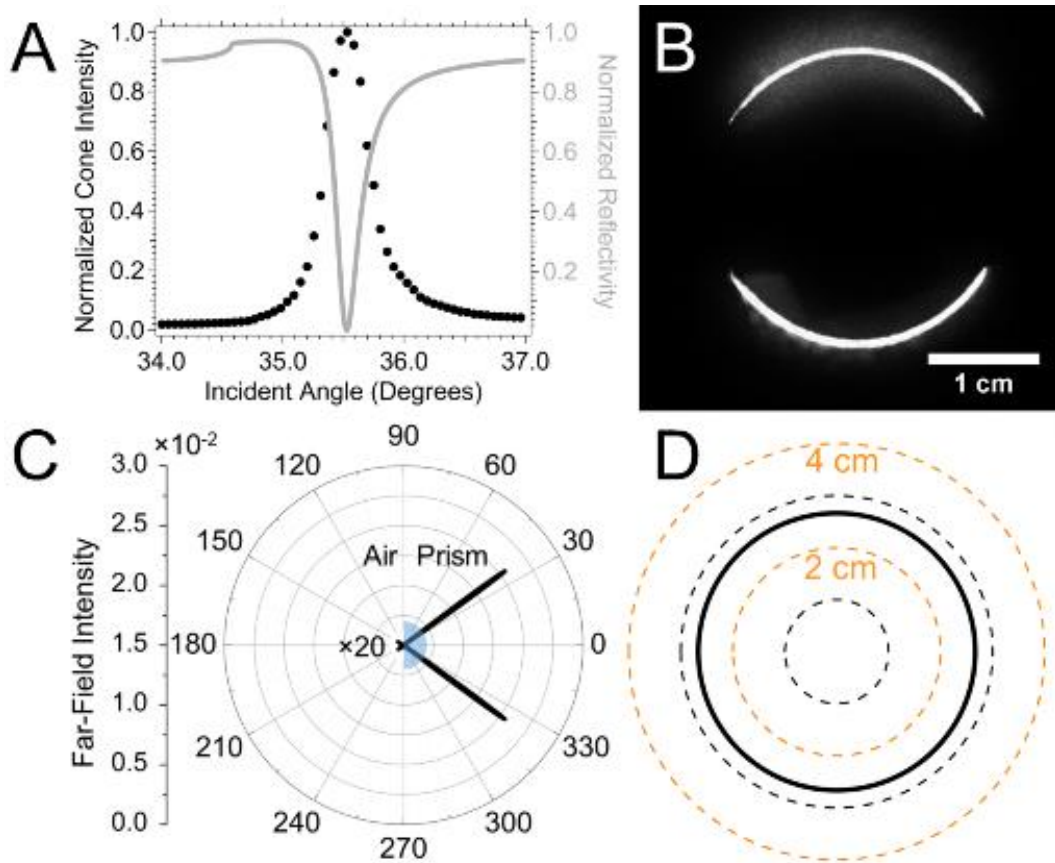 A
Normalized Cone Intensity
1.0
0.8
0.6
0.4
0.2
0.0
34.0 35.0 36.0 37.0
Incident Angle (Degrees)
1.0
0.8
0.6
0.4
0.2
Normalized Reflectivity
B
1 cm
C
×10-2
Far-Field Intensity
3.0
2.5
2.0
1.5
1.0
0.5
0.0
90
120 60
150 30
Air Prism
180 ×20 0
210 330
240 300
270
D
4 cm
2 cm